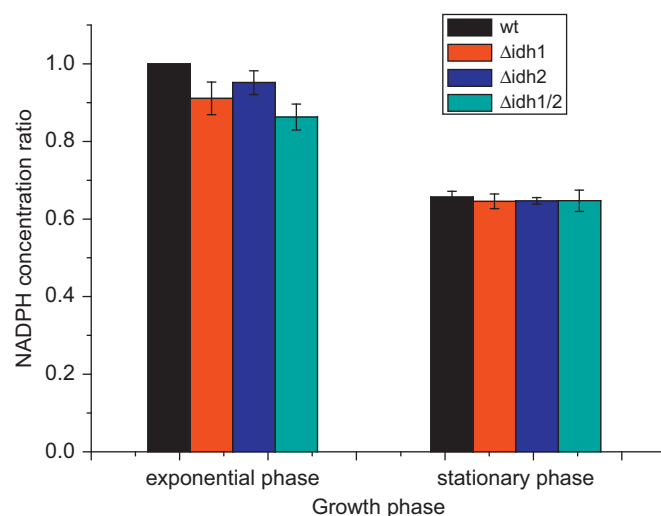 wt
Δidh1
Δidh2
Δidh1/2
NADPH concentration ratio
1.0
0.8
0.6
0.4
0.2
0.0
exponential phase
stationary phase
Growth phase